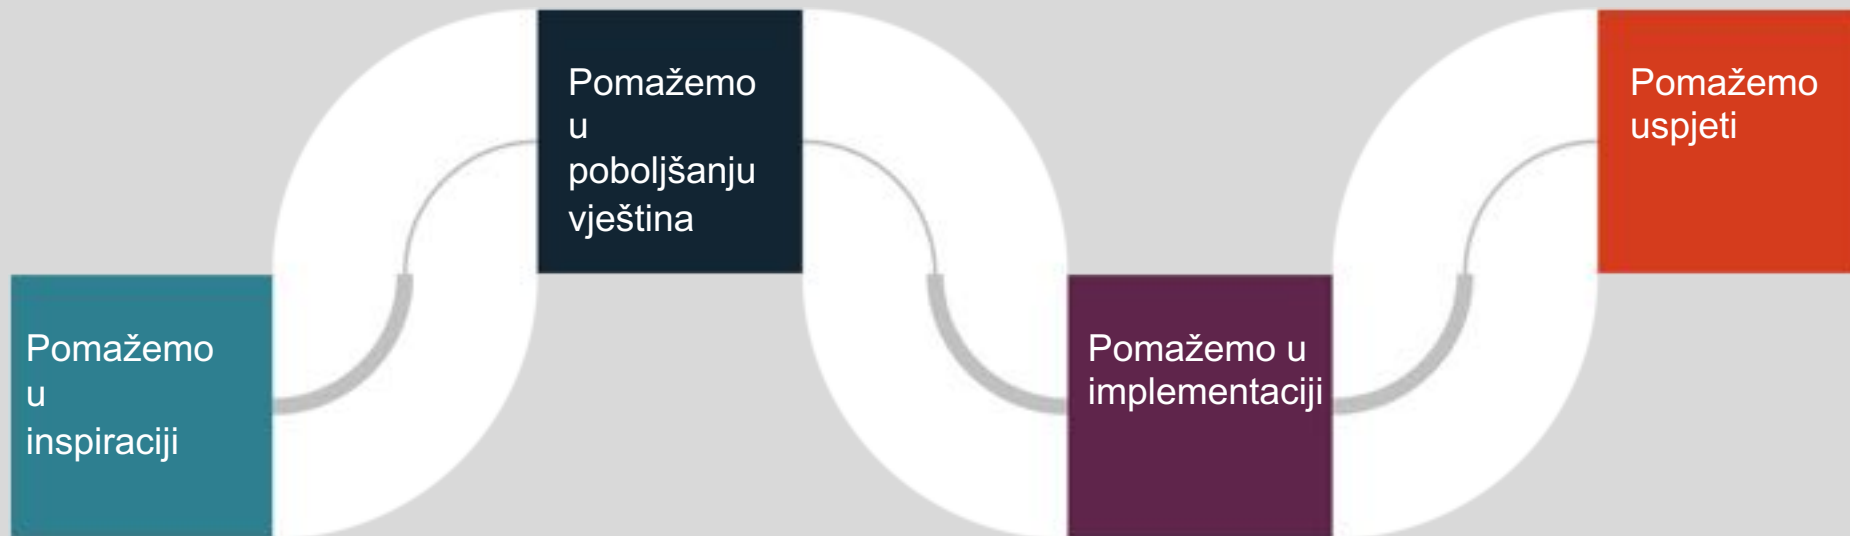 Pomažemo
u
inspiraciji
Pomažemo
u
poboljšanju
vještina
Pomažemo u
implementaciji
Pomažemo
uspjeti